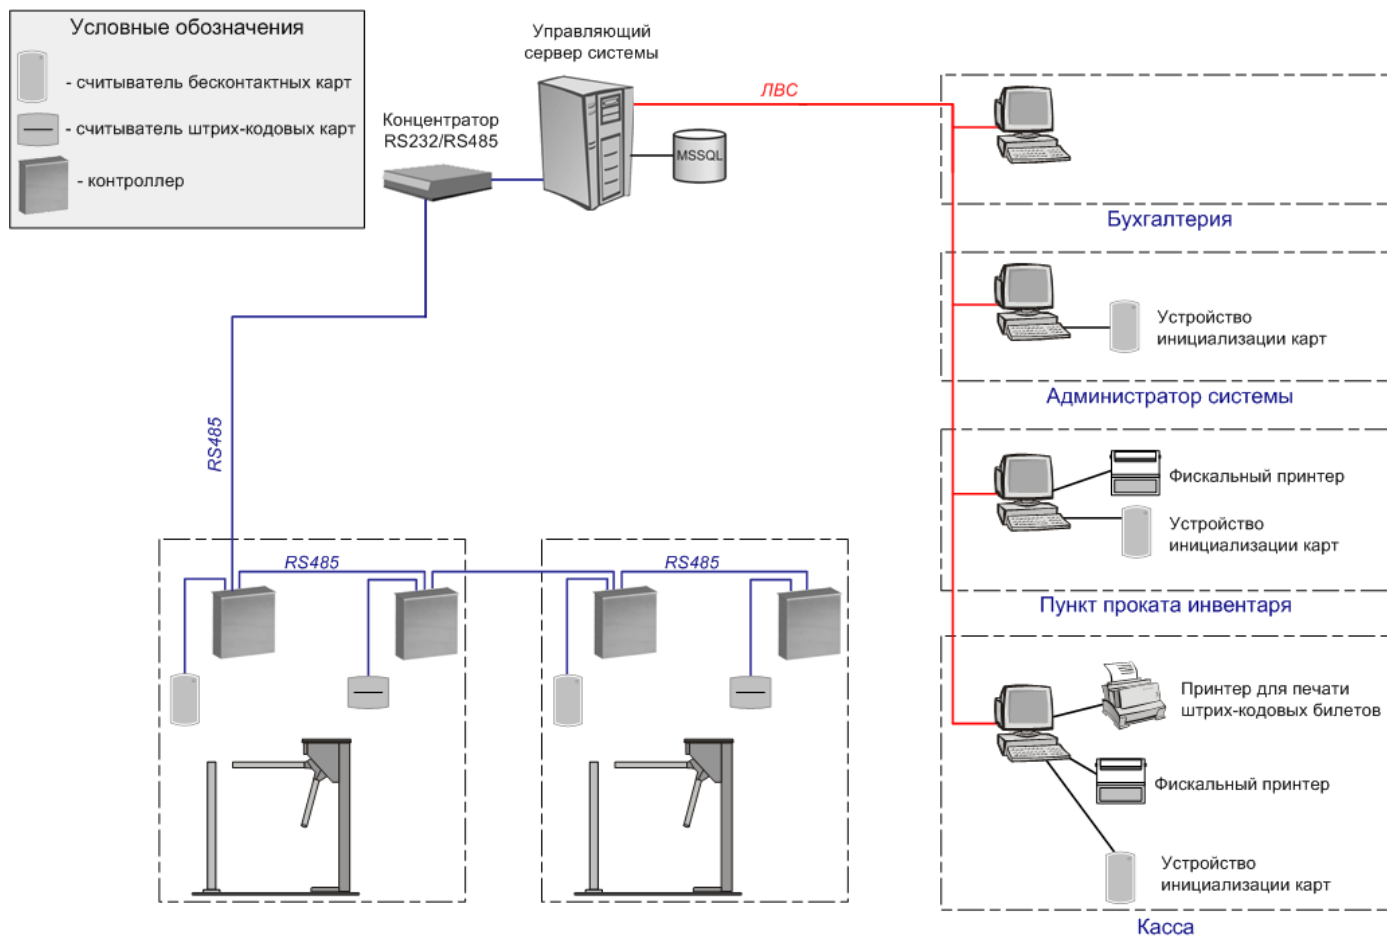 Условные обозначения
- считыватель бесконтактных карт
- считыватель штрих-кодовых карт
- контроллер
Управляющий
сервер системы
Концентратор
RS232/RS485
MSSQL
ЛВС
Бухгалтерия
Устройство
инициализации карт
Администратор системы
Фискальный принтер
Устройство
инициализации карт
Пункт проката инвентаря
Принтер для печати
штрих-кодовых билетов
Фискальный принтер
Устройство
инициализации карт
Касса
RS485
RS485
RS485